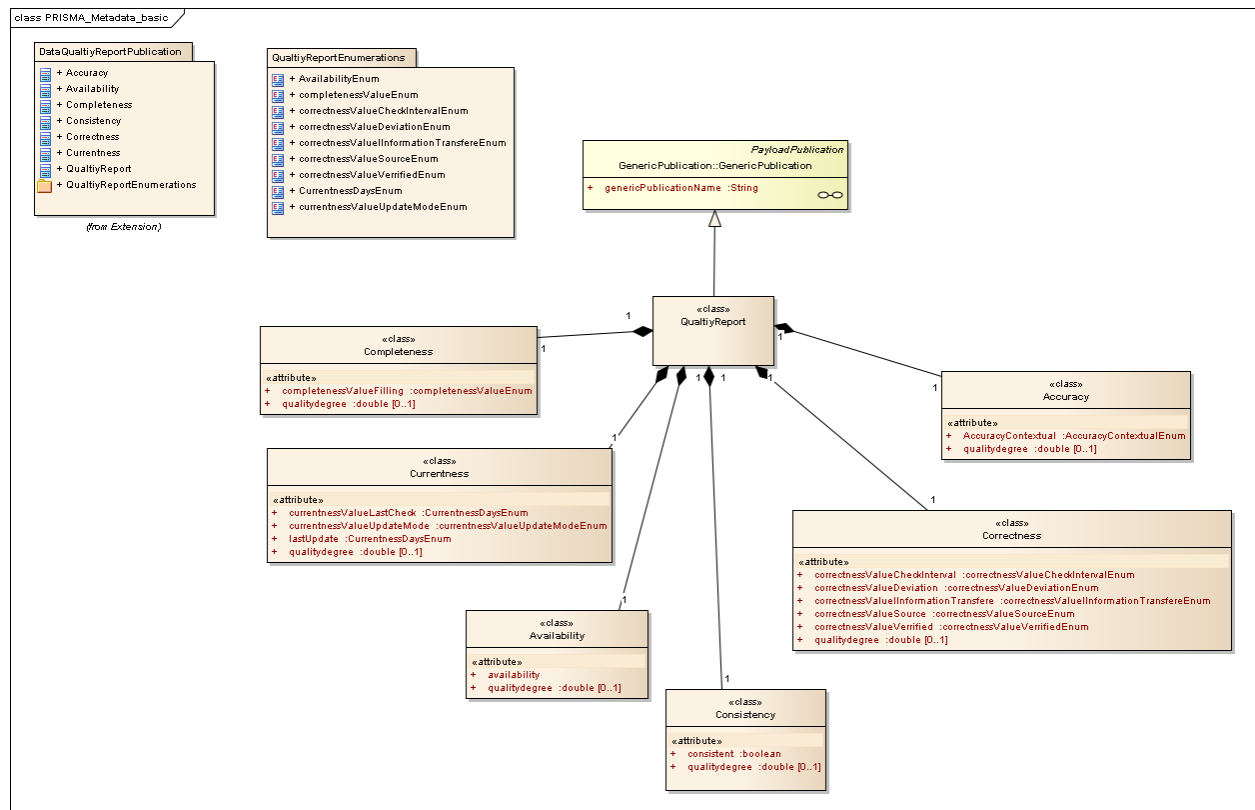 class PRISMA_Metadata_basic
DataQualtiyReportPublication
+ Accuracy
+ Availability
+ Completeness
+ Consistency
+ Correctness
+ Currentness
+ QualtiyReport
+ QualtiyReportEnumerations
(from Extension)
QualtiyReportEnumerations
+ AvailabilityEnum
+ completenessValueEnum
+ correctnessValueCheckIntervalEnum
+ correctnessValueDeviationEnum
+ correctnessValueIInformationTransfereEnum
+ correctnessValueSourceEnum
+ correctnessValueVerrifiedEnum
+ CurrentnessDaysEnum
+ currentnessValueUpdateModeEnum
PayloadPublication
GenericPublication::GenericPublication
+ genericPublicationName :String
«class»
QualtiyReport
1
1
1
1
1
1
1
1
1
1
1
«class»
Completeness
«attribute»
+ completenessValueFilling :completenessValueEnum
+ qualitydegree :double [0..1]
«class»
Accuracy
«attribute»
+ AccuracyContextual :AccuracyContextualEnum
+ qualitydegree :double [0..1]
«class»
Currentness
«attribute»
+ currentnessValueLastCheck :CurrentnessDaysEnum
+ currentnessValueUpdateMode :currentnessValueUpdateModeEnum
+ lastUpdate :CurrentnessDaysEnum
+ qualitydegree :double [0..1]
«class»
Correctness
«attribute»
+ correctnessValueCheckInterval :correctnessValueCheckIntervalEnum
+ correctnessValueDeviation :correctnessValueDeviationEnum
+ correctnessValueIInformationTransfere :correctnessValueIInformationTransfereEnum
+ correctnessValueSource :correctnessValueSourceEnum
+ correctnessValueVerrified :correctnessValueVerrifiedEnum
+ qualitydegree :double [0..1]
«class»
Availability
«attribute»
+ availability
+ qualitydegree :double [0..1]
«class»
Consistency
«attribute»
+ consistent :boolean
+ qualitydegree :double [0..1]